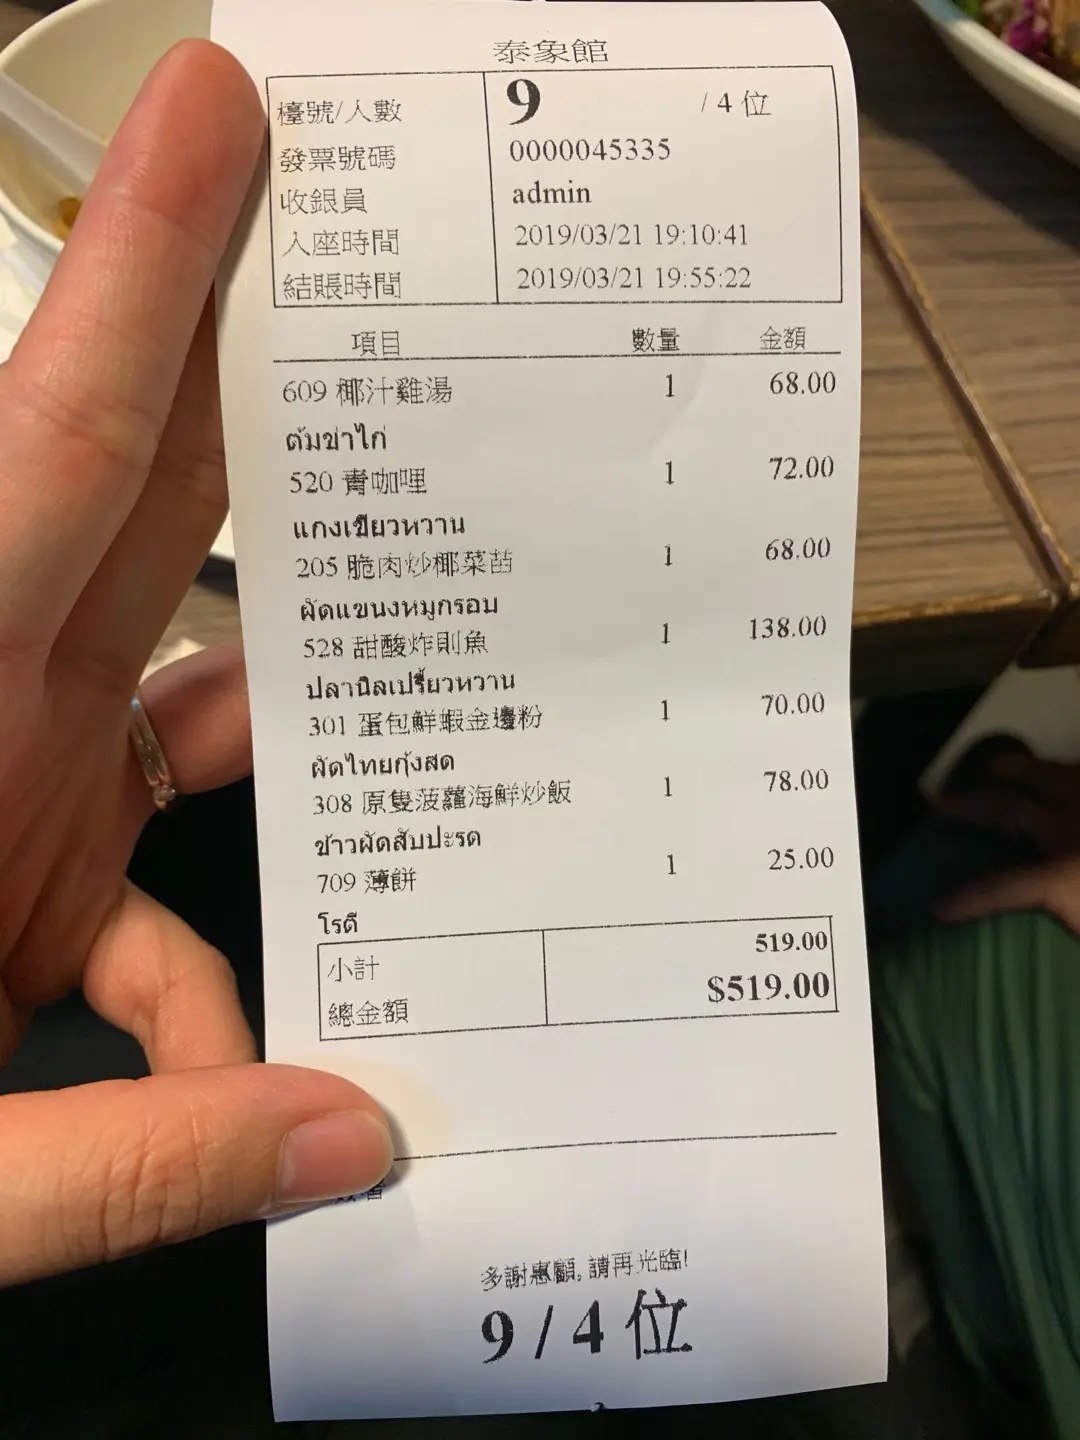 泰象館
檯號/人數 9 / 4 位
發票號碼 0000045335
收銀員 admin
入座時間 2019/03/21 19:10:41
結賬時間 2019/03/21 19:55:22
項目 數量 金額
609 椰汁雞湯 1 68.00
ต้มข่าไก่
520 青咖哩 1 72.00
แกงเขียวหวาน
205 脆肉炒椰菜苗 1 68.00
ผัดแขนงหมูกรอบ
528 甜酸炸則魚 1 138.00
ปลานิลเปรี้ยวหวาน
301 蛋包鮮蝦金邊粉 1 70.00
ผัดไทยกุ้งสด
308 原隻菠蘿海鮮炒飯 1 78.00
ข้าวผัดสับปะรด
709 薄餅 1 25.00
โรตี
小計 519.00
總金額 $519.00
多謝惠顧, 請再光臨!
9 / 4 位